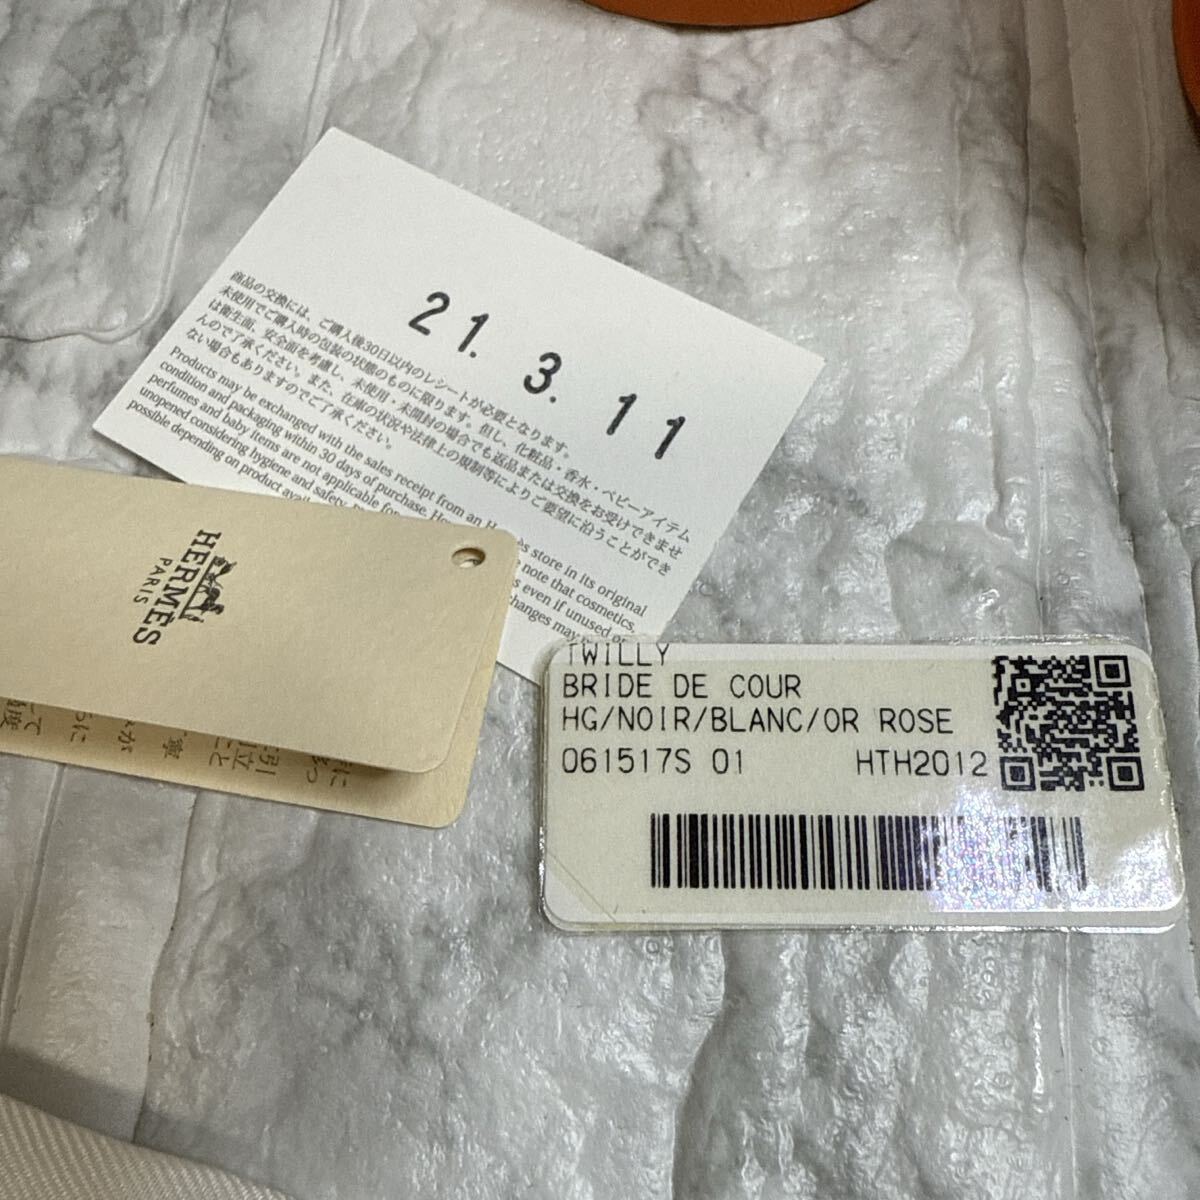 21. 3. 11
商品の交換には、ご購入後30日以内のレシートが必要となります。
未使用でご購入時の包装の状態のものに限ります。但し、化粧品・香水・ベビーアイテム
は衛生面、安全面を考慮し、未使用・未開封の場合でも返品または交換をお受けできませ
んのでご了承ください。また、在庫の状況や法律上の規制等によりご要望に沿うことができ
ない場合もありますのでご了承ください。
Products may be exchanged with the sales receipt from an Hermès store in its original
condition and packaging within 30 days of purchase. note that cosmetics,
perfumes and baby items are not applicable for even if unused or
unopened considering hygiene and safety. changes may
possible depending on product
HERMÈS
PARIS
TWILLY
BRIDE DE COUR
HG/NOIR/BLANC/OR ROSE
061517S 01 HTH2012